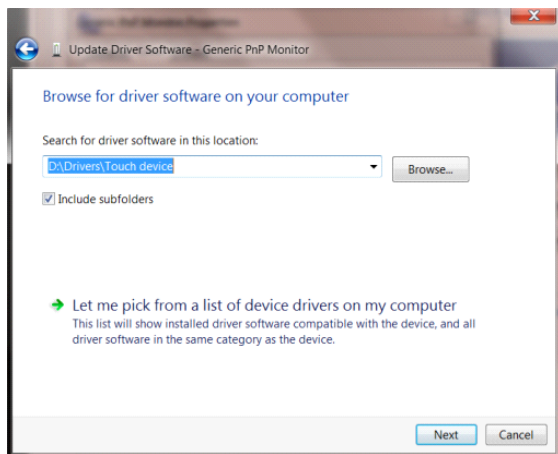 Update Driver Software - Generic PnP Monitor
Browse for driver software on your computer
Search for driver software in this location:
D:\Drivers\Touch device
Browse...
Include subfolders
Let me pick from a list of device drivers on my computer
This list will show installed driver software compatible with the device, and all
driver software in the same category as the device.
Next
Cancel